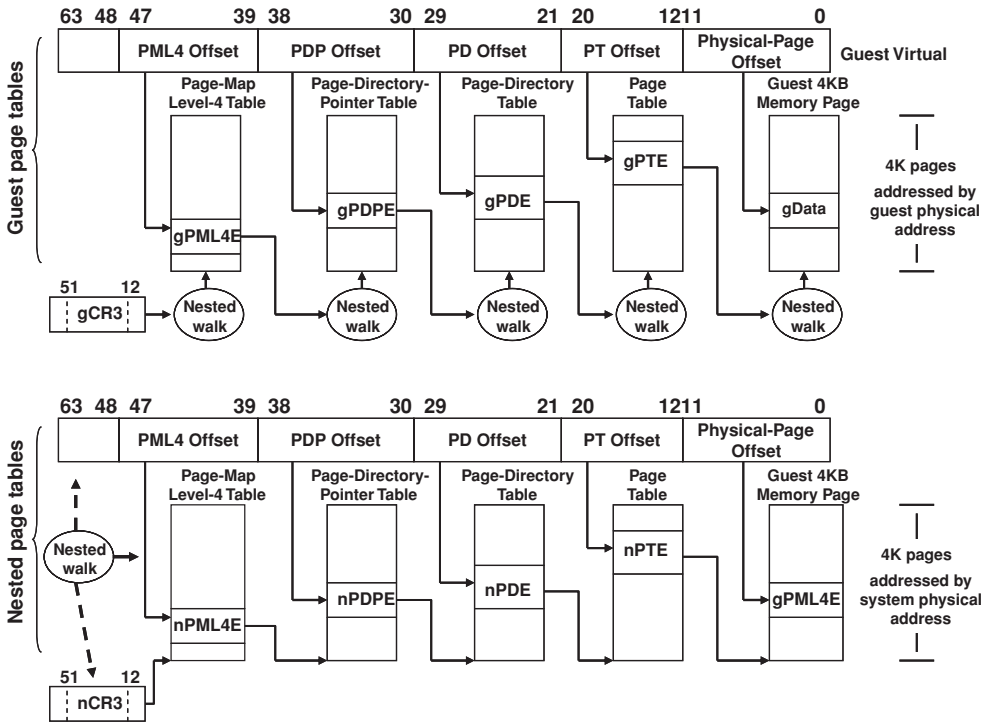 63 48 47 39 38 30 29 21 20 1211 0
PML4 Offset
PDP Offset
PD Offset
PT Offset
Physical-Page
Offset
Guest Virtual
Guest page tables
Page-Map
Level-4 Table
Page-Directory-
Pointer Table
Page-Directory
Table
Page
Table
Guest 4KB
Memory Page
gPML4E
gPDPE
gPDE
gPTE
gData
4K pages
addressed by
guest physical
address
51 12
gCR3
Nested
walk
Nested
walk
Nested
walk
Nested
walk
Nested
walk
63 48 47 39 38 30 29 21 20 1211 0
PML4 Offset
PDP Offset
PD Offset
PT Offset
Physical-Page
Offset
Nested page tables
Page-Map
Level-4 Table
Page-Directory-
Pointer Table
Page-Directory
Table
Page
Table
Guest 4KB
Memory Page
Nested
walk
nPML4E
nPDPE
nPDE
nPTE
gPML4E
4K pages
addressed by
system physical
address
51 12
nCR3